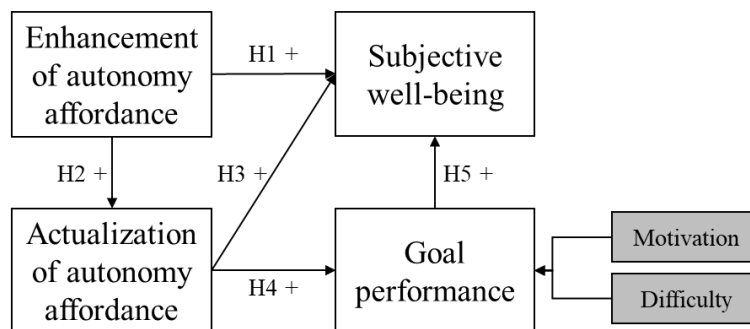 Enhancement
of autonomy
affordance
H1 +
Subjective
well-being
H2 +
H3 +
H5 +
Actualization
of autonomy
affordance
H4 +
Goal
performance
Motivation
Difficulty